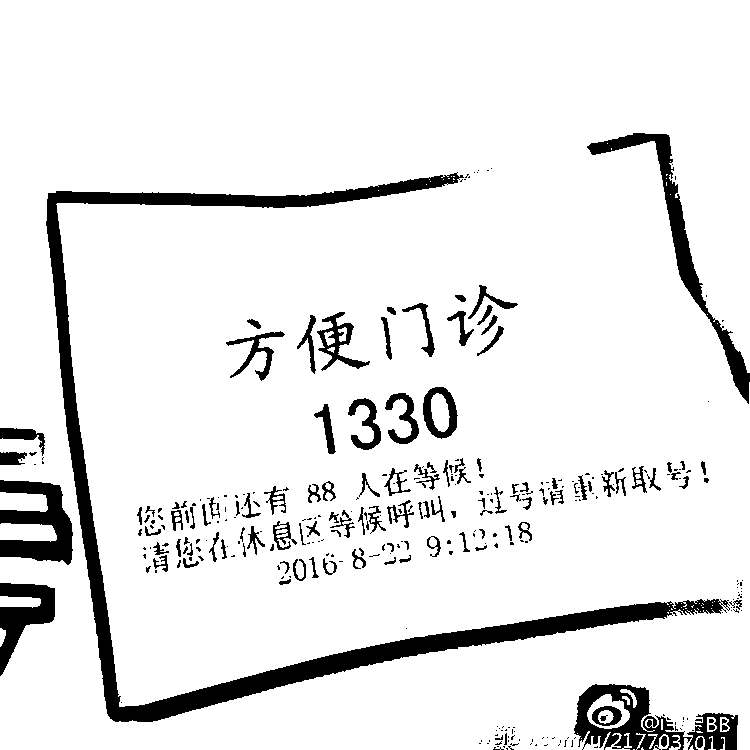 方便门诊
1330
您前面还有 88 人在等候！
请您在休息区等候呼叫，过号请重新取号！
2016-8-22 9:12:18